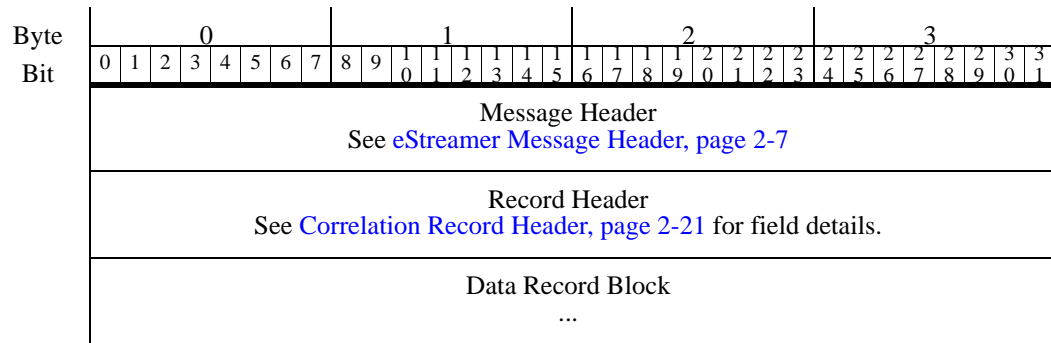 Byte 0 1 2 3
Bit 0 1 2 3 4 5 6 7 8 9 10 11 12 13 14 15 16 17 18 19 20 21 22 23 24 25 26 27 28 29 30 31
Message Header
See eStreamer Message Header, page 2-7
Record Header
See Correlation Record Header, page 2-21 for field details.
Data Record Block
...